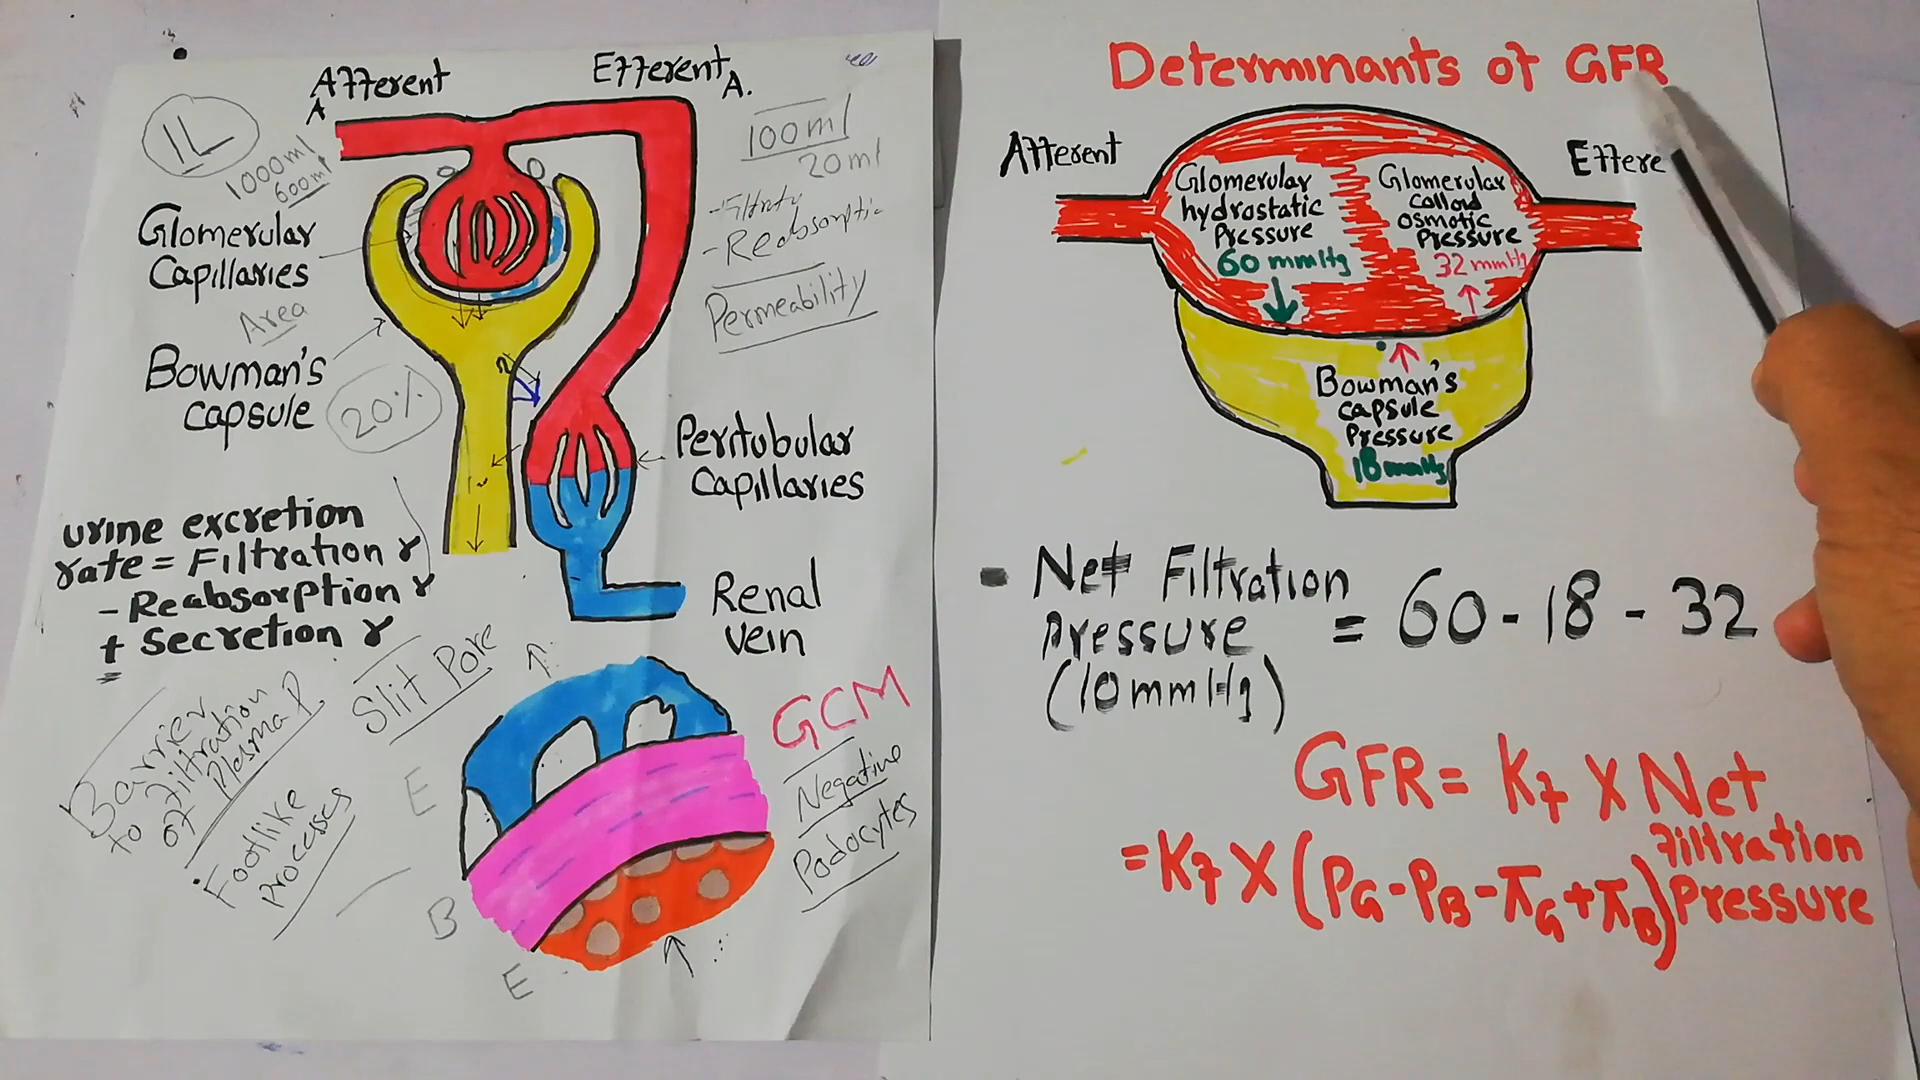 Afferent
A
Efferent A.
1L
1000ml
600ml
100ml
20ml
- Filtratn
- Reabsorptin
Permeability
Glomerular
Capillaries
Area
Bowman's
capsule
20%
Peritubular
Capillaries
urine excretion
rate = Filtration r
- Reabsorption r
+ Secretion r
=
Renal
vein
Slit Pore
Barrier
to filtration
of Plasma P.
Footlike
processes
GCM
Negative
Podocytes
E
B
E
Determinants of GFR
Afferent
Effere
Glomerular
hydrostatic
Pressure
60 mmHg
Glomerular
colloid
osmotic
Pressure
32 mmHg
Bowman's
capsule
Pressure
18 mmHg
- Net Filtration
Pressure = 60 - 18 - 32
(10mmHg)
GFR = Kf X Net
filtration
Pressure
= Kf X (PG - PB - πG + πB)